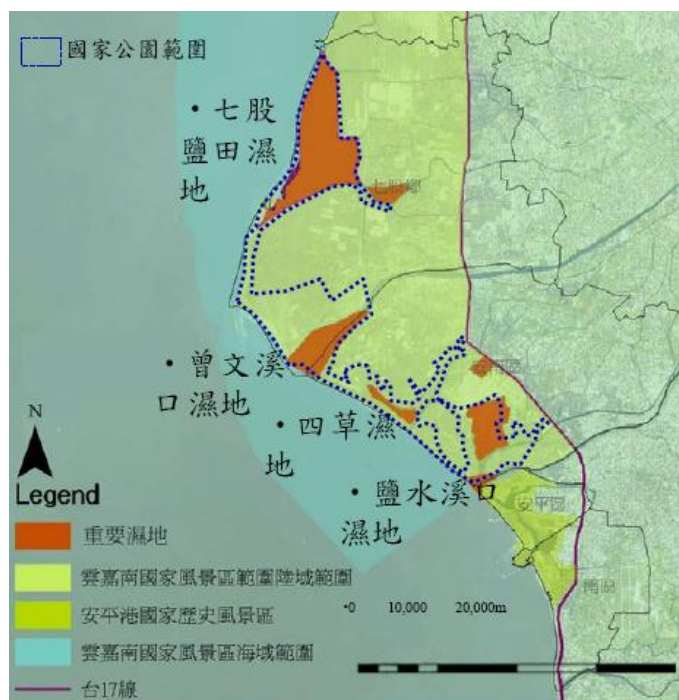 國家公園範圍
・七股
鹽田濕
地
七股鄉
・曾文溪
口濕地
・四草濕
地
・鹽水溪口
濕地
安平區
南區
N
Legend
重要濕地
雲嘉南國家風景區範圍陸域範圍
安平港國家歷史風景區
雲嘉南國家風景區海域範圍
台17線
・0 10,000 20,000m